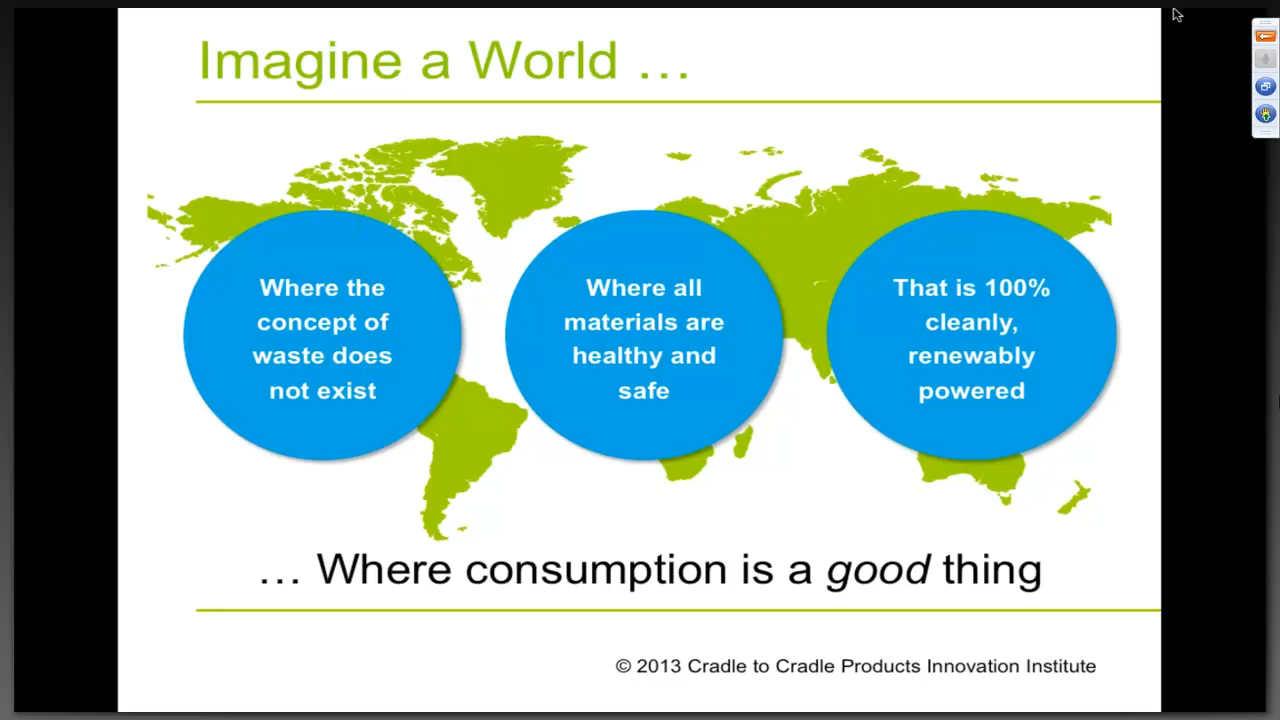 Imagine a World …
Where the
concept of
waste does
not exist
Where all
materials are
healthy and
safe
That is 100%
cleanly,
renewably
powered
… Where consumption is a good thing
© 2013 Cradle to Cradle Products Innovation Institute